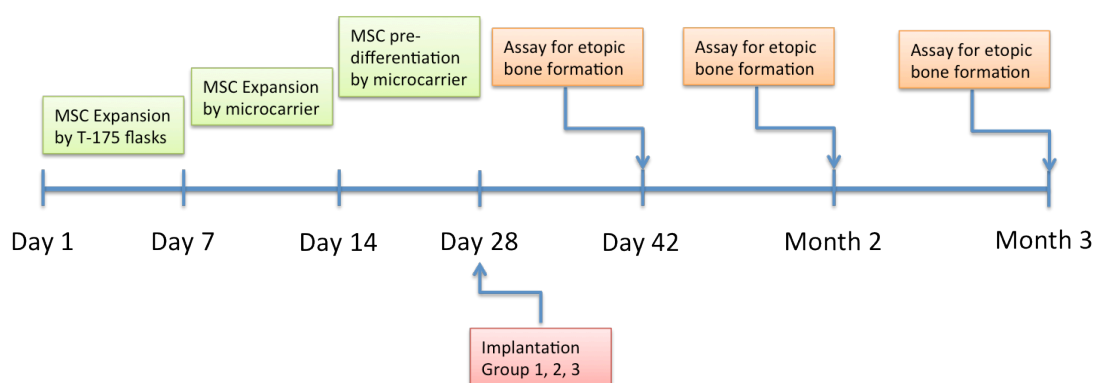 MSC Expansion
by T-175 flasks
MSC Expansion
by microcarrier
MSC pre-
differentiation
by microcarrier
Assay for etopic
bone formation
Assay for etopic
bone formation
Assay for etopic
bone formation
Day 1
Day 7
Day 14
Day 28
Day 42
Month 2
Month 3
Implantation
Group 1, 2, 3